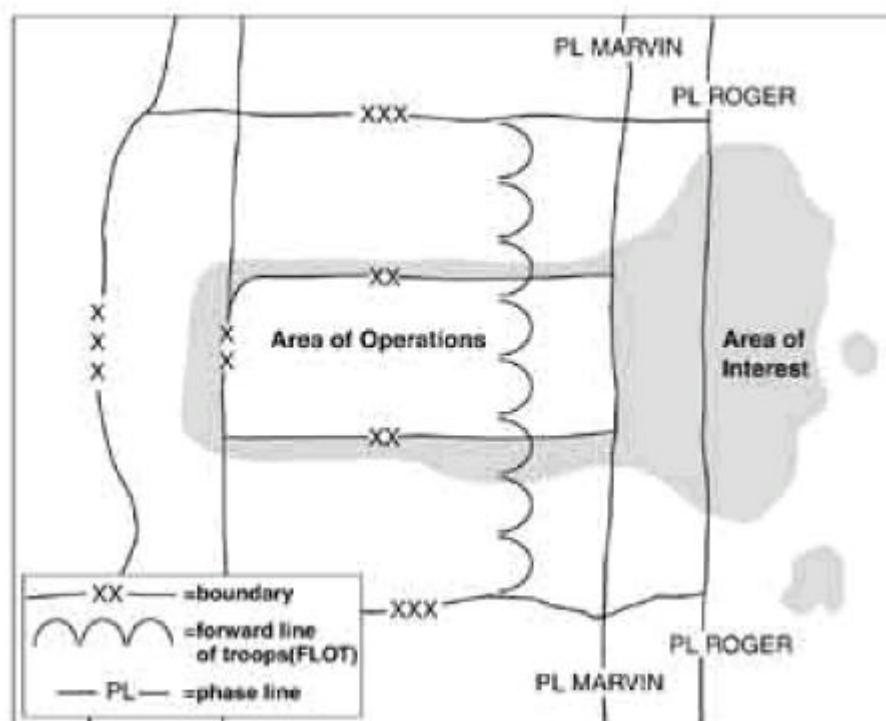 PL MARVIN
PL ROGER
XXX
XX
X
X
X
X
X
Area of Operations
Area of
Interest
XX
XX
=boundary
=forward line
of troops(FLOT)
PL
=phase line
XXX
PL ROGER
PL MARVIN